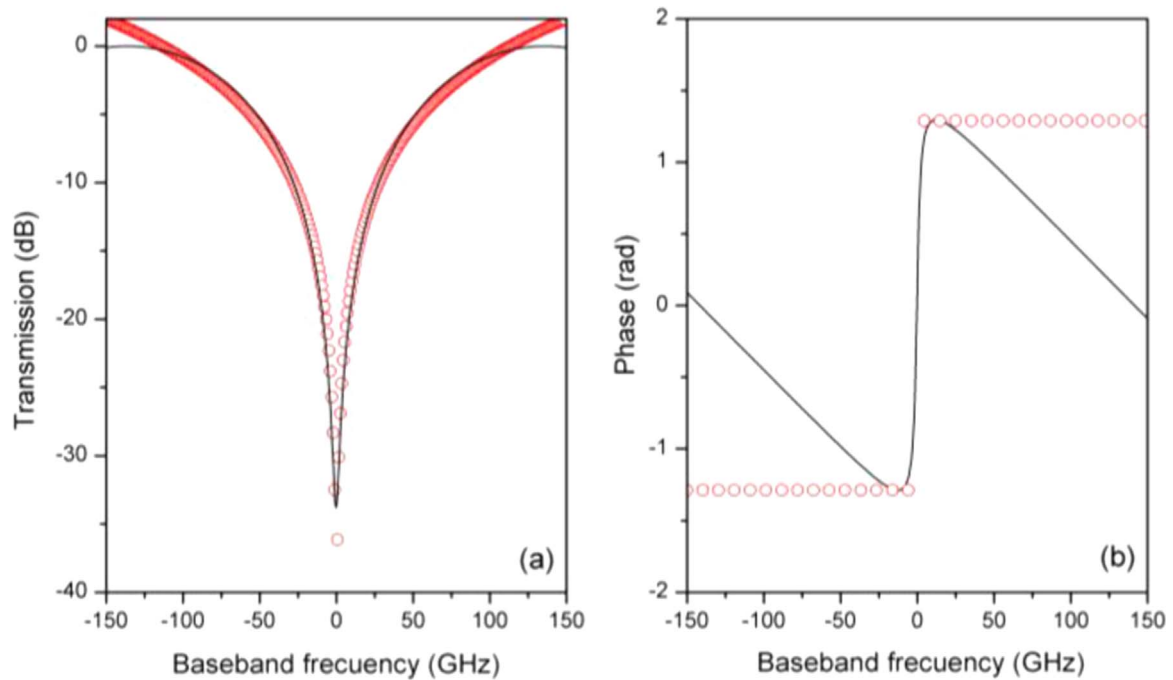 0
-10
-20
-30
-40
Transmission (dB)
-150 -100 -50 0 50 100 150
Baseband frecuency (GHz)
(a)
2
1
0
-1
-2
Phase (rad)
-150 -100 -50 0 50 100 150
Baseband frecuency (GHz)
(b)